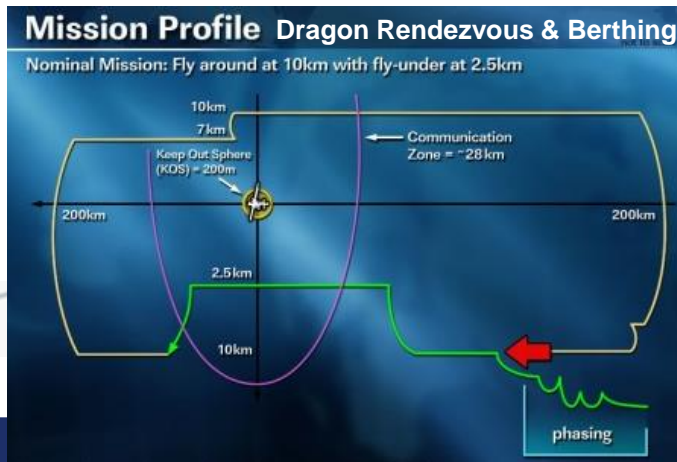 Mission Profile Dragon Rendezvous & Berthing
Nominal Mission: Fly around at 10km with fly-under at 2.5km
10km
7km
Communication
Zone = ~28km
Keep Out Sphere
(KOS) = 200m
200km
200km
2.5km
10km
phasing